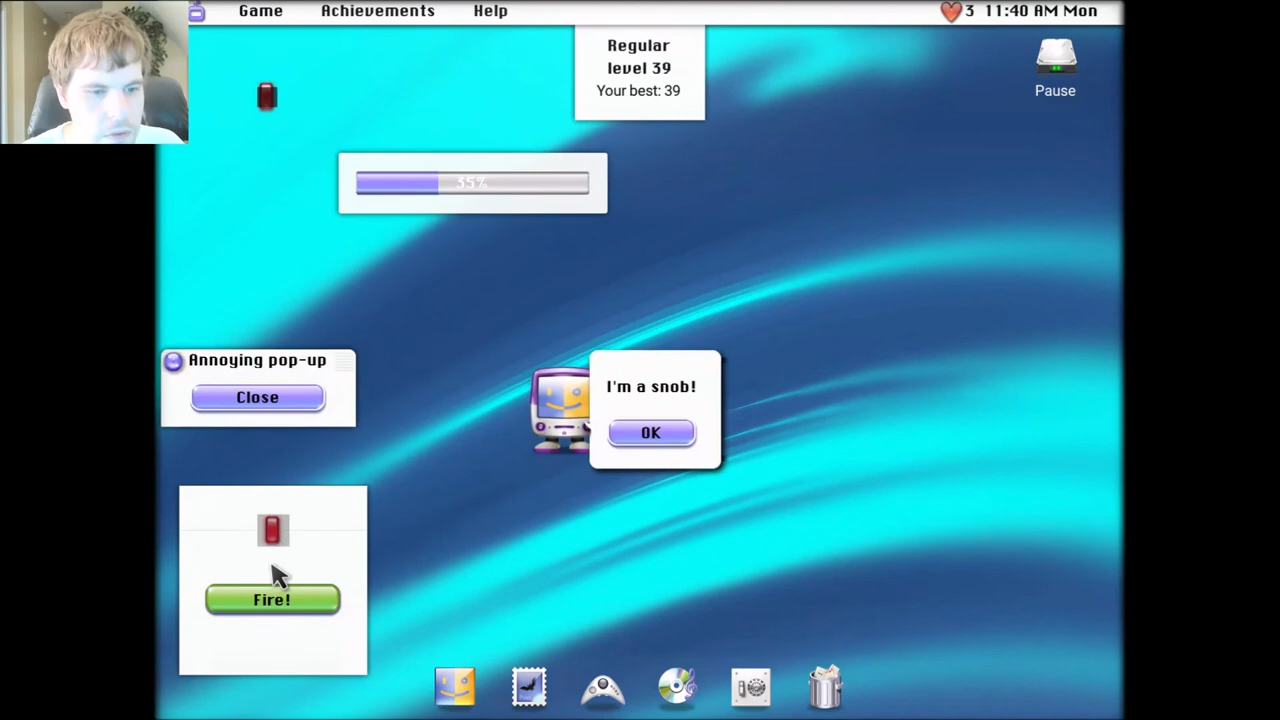 Game Achievements Help 3 11:40 AM Mon
Regular
level 39
Your best: 39
Pause
35%
Annoying pop-up
Close
I'm a snob!
OK
Fire!